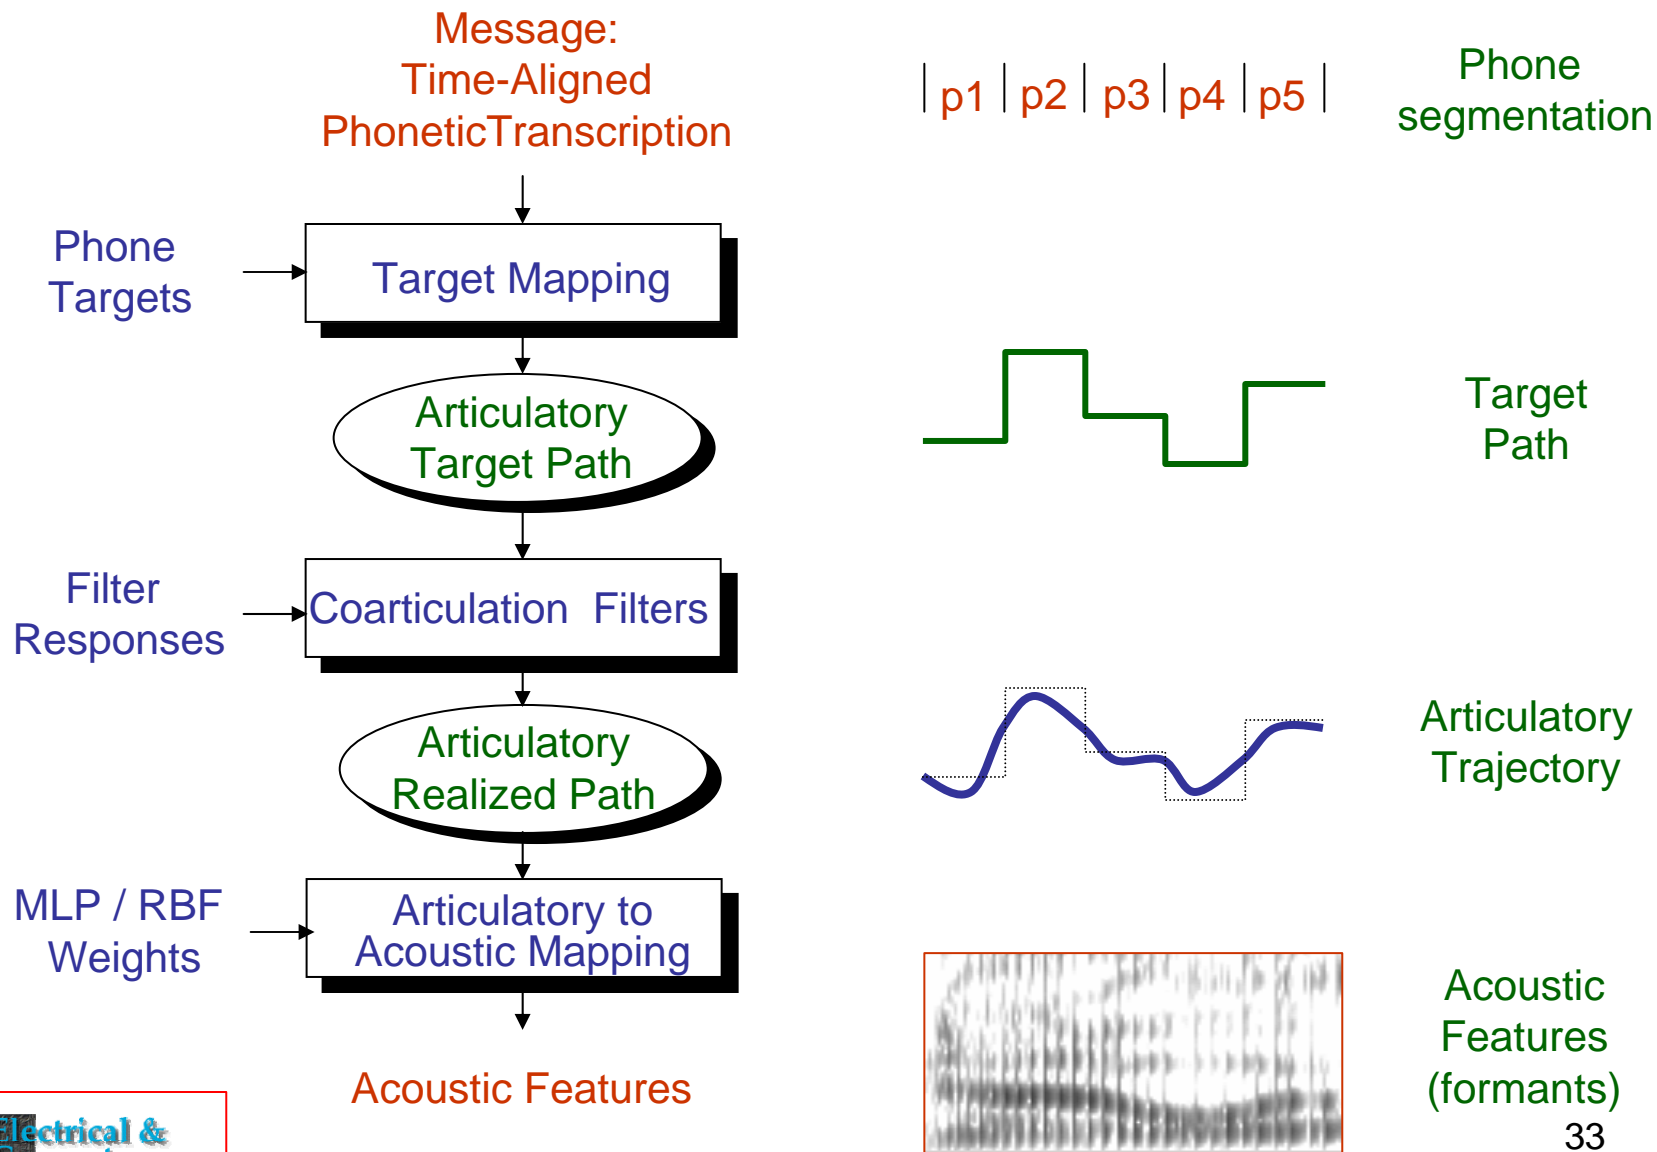 Message:
Time-Aligned
PhoneticTranscription
p1 p2 p3 p4 p5
Phone
segmentation
Phone
Targets
Target Mapping
Articulatory
Target Path
Target
Path
Filter
Responses
Coarticulation Filters
Articulatory
Realized Path
Articulatory
Trajectory
MLP / RBF
Weights
Articulatory to
Acoustic Mapping
Acoustic Features
Acoustic
Features
(formants)
33
Electrical &